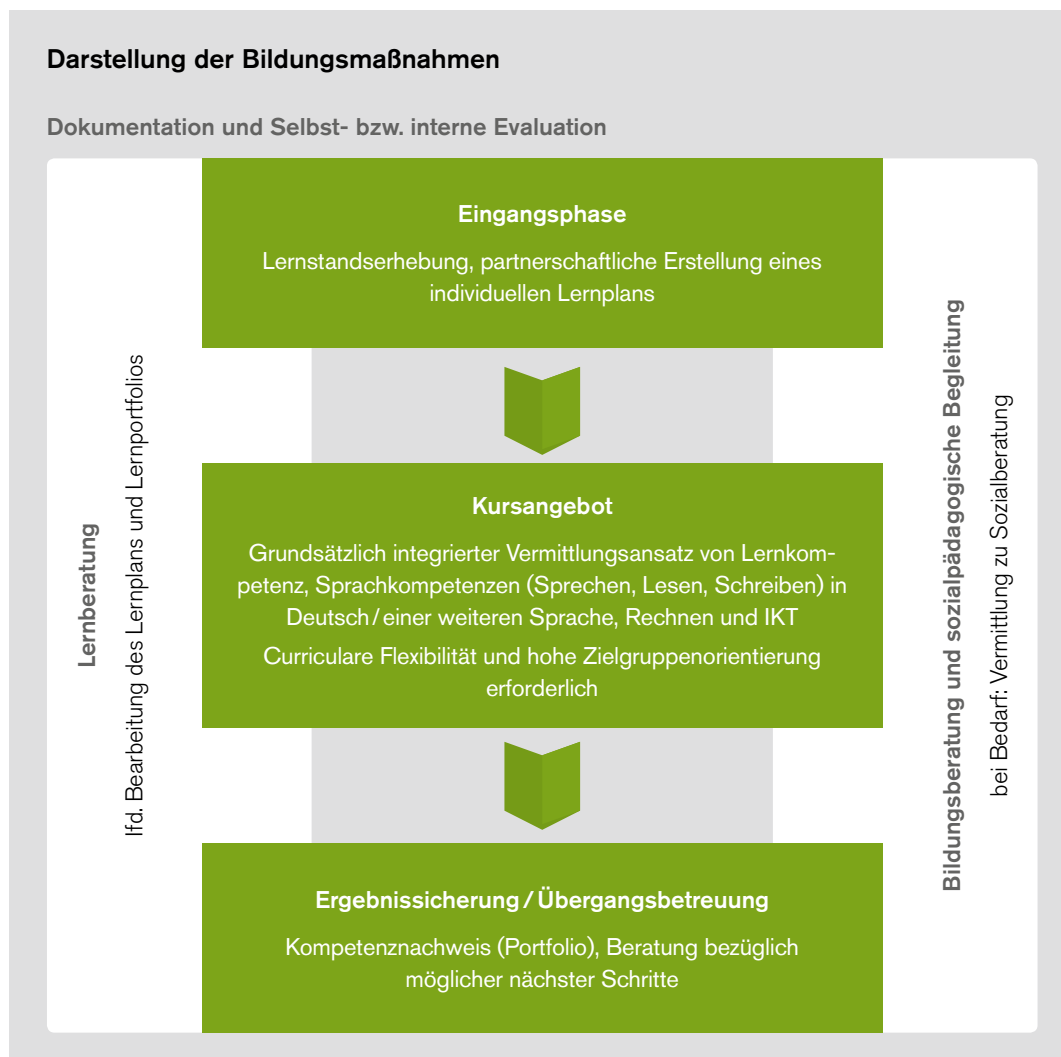 Darstellung der Bildungsmaßnahmen
Dokumentation und Selbst- bzw. interne Evaluation
Lernberatung
lfd. Bearbeitung des Lernplans und Lernportfolios
Eingangsphase
Lernstandserhebung, partnerschaftliche Erstellung eines
individuellen Lernplans
Kursangebot
Grundsätzlich integrierter Vermittlungsansatz von Lernkom-
petenz, Sprachkompetenzen (Sprechen, Lesen, Schreiben) in
Deutsch/einer weiteren Sprache, Rechnen und IKT
Curriculare Flexibilität und hohe Zielgruppenorientierung
erforderlich
Ergebnissicherung/Übergangsbetreuung
Kompetenznachweis (Portfolio), Beratung bezüglich
möglicher nächster Schritte
Bildungsberatung und sozialpädagogische Begleitung
bei Bedarf: Vermittlung zu Sozialberatung